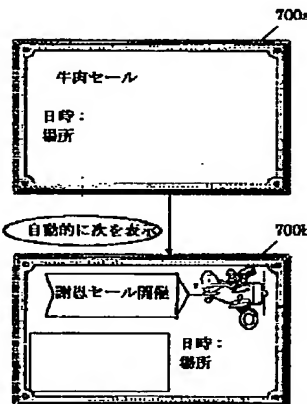 700a
牛肉セール
日時：
場所
自動的に次を表示
700b
謝恩セール開催
日時：
場所